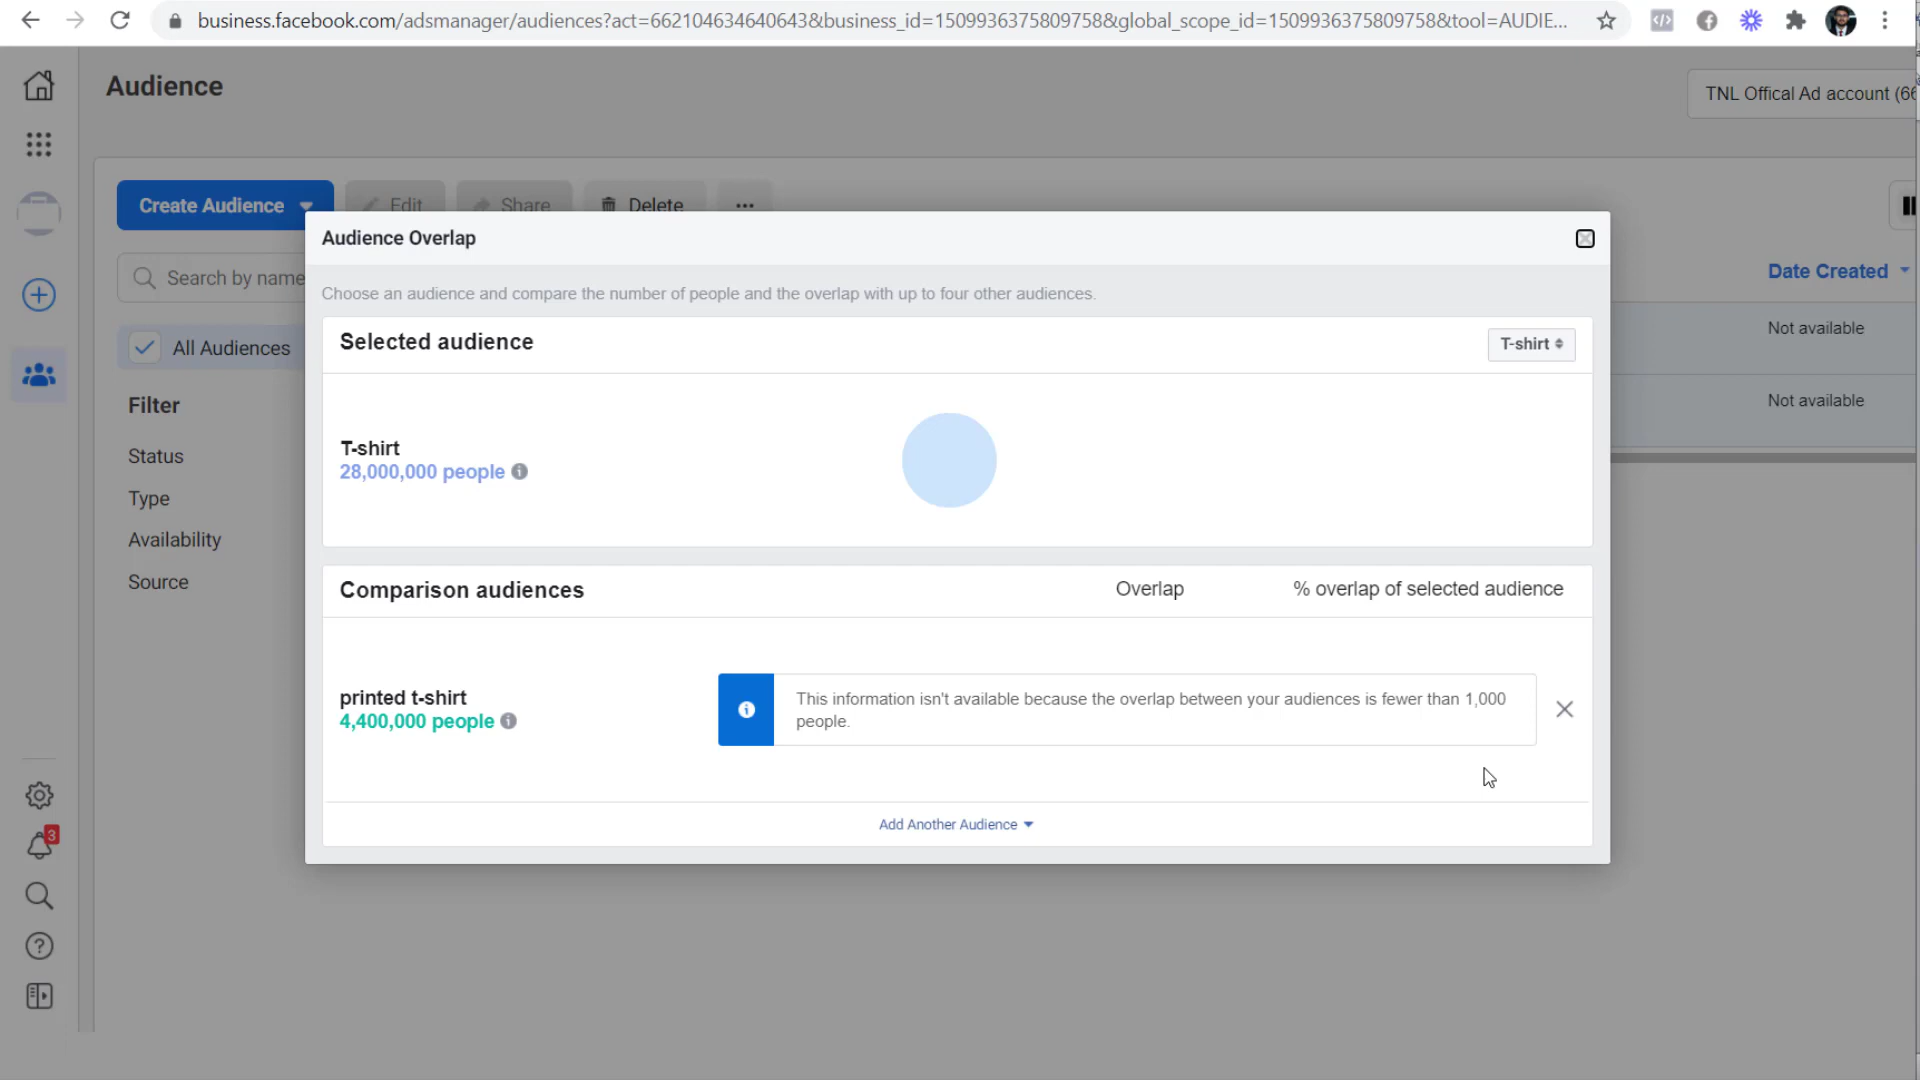 business.facebook.com/adsmanager/audiences?act=662104634640643&business_id=1509936375809758&global_scope_id=1509936375809758&tool=AUDIE...
Audience
TNL Offical Ad account (66
Create Audience
Edit
Share
Delete
...
Audience Overlap
Search by name
Date Created
Choose an audience and compare the number of people and the overlap with up to four other audiences.
All Audiences
Selected audience
T-shirt
Not available
Filter
Not available
T-shirt
28,000,000 people
Status
Type
Availability
Source
Comparison audiences
Overlap
% overlap of selected audience
printed t-shirt
4,400,000 people
This information isn't available because the overlap between your audiences is fewer than 1,000
people.
Add Another Audience
3